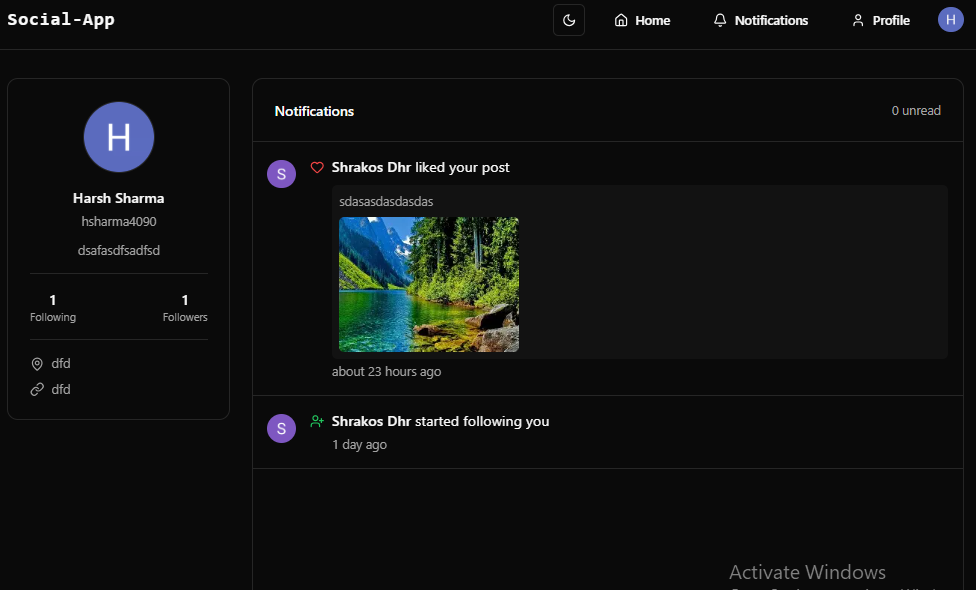 Social-App
Home
Notifications
Profile
H
H
Harsh Sharma
hsharma4090
dsafasdfsadfsd
1
Following
1
Followers
dfd
dfd
Notifications
0 unread
S
Shrakos Dhr liked your post
sdasasdasdasdas
about 23 hours ago
S
Shrakos Dhr started following you
1 day ago
Activate Windows